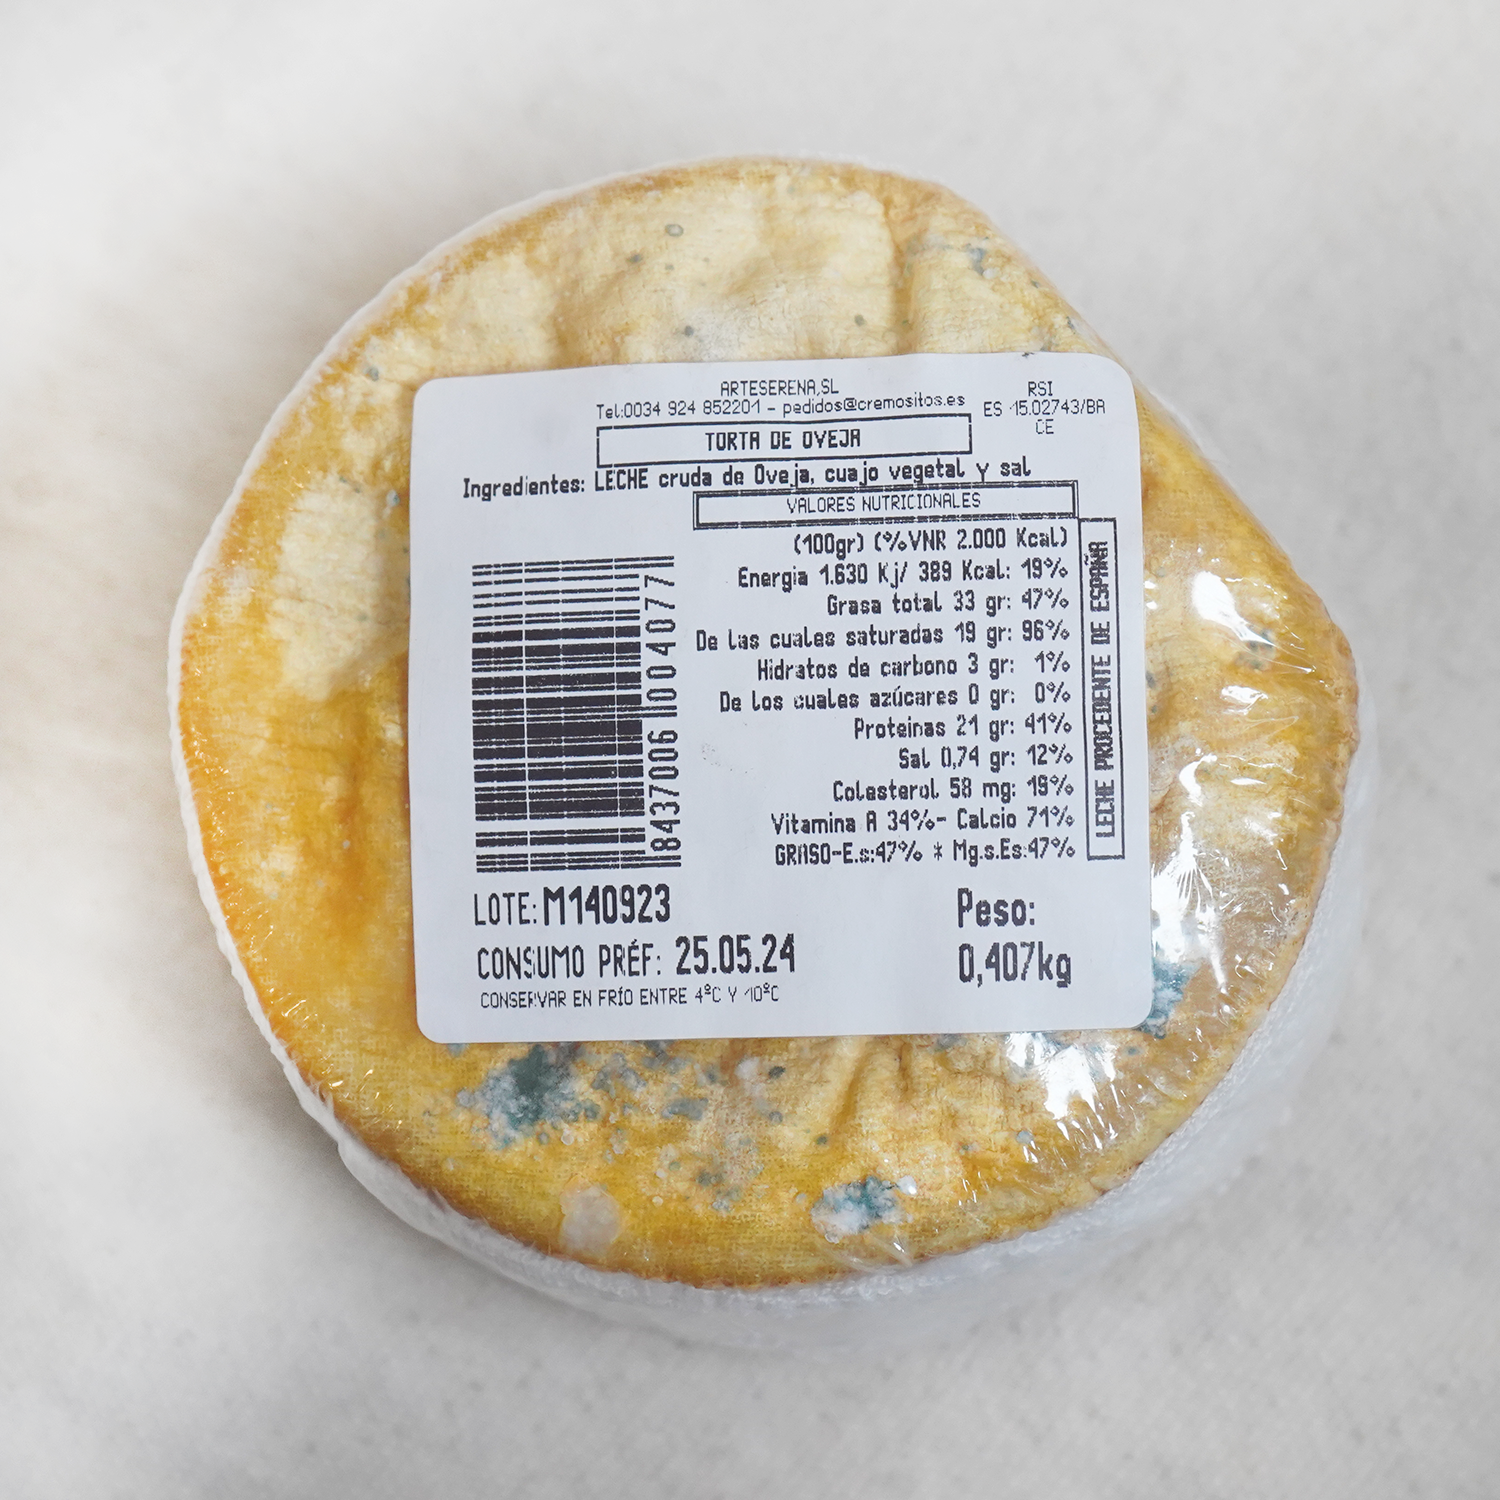 ARTESERENA,SL
Tel:0034 924 852201 - pedidos@cremositos.es
RSI
ES 15.02743/BA
CE
TORTA DE OVEJA
Ingredientes: LECHE cruda de Oveja, cuajo vegetal y sal
VALORES NUTRICIONALES
(100gr) (%VNR 2.000 Kcal)
Energia 1.630 Kj/ 389 Kcal: 19%
Grasa total 33 gr: 47%
De las cuales saturadas 19 gr: 96%
Hidratos de carbono 3 gr: 1%
De los cuales azúcares 0 gr: 0%
Proteinas 21 gr: 41%
Sal 0,74 gr: 12%
Colesterol 58 mg: 19%
Vitamina A 34%- Calcio 71%
GRASO-E.s:47% * Mg.s.Es:47%
LECHE PROCEDENTE DE ESPAÑA
8437006004077
LOTE: M140923
CONSUMO PRÉF: 25.05.24
CONSERVAR EN FRÍO ENTRE 4ºC Y 10ºC
Peso:
0,407kg